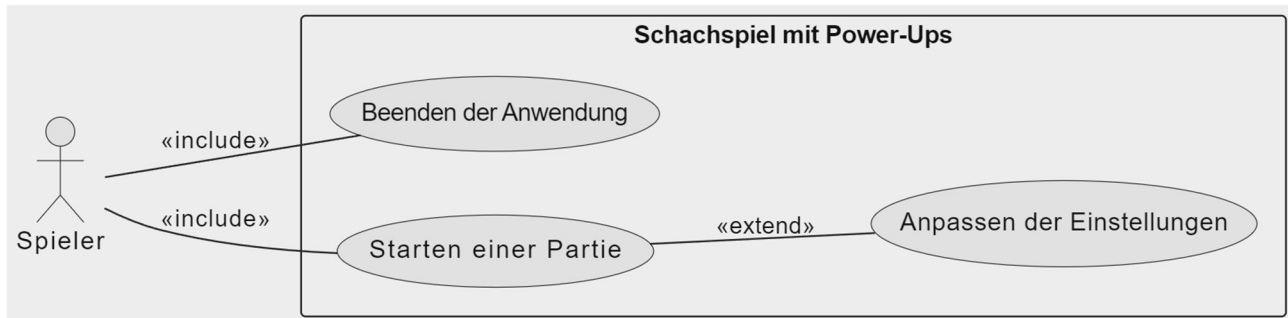 Schachspiel mit Power-Ups
Beenden der Anwendung
«include»
«include»
Spieler
Starten einer Partie
«extend»
Anpassen der Einstellungen